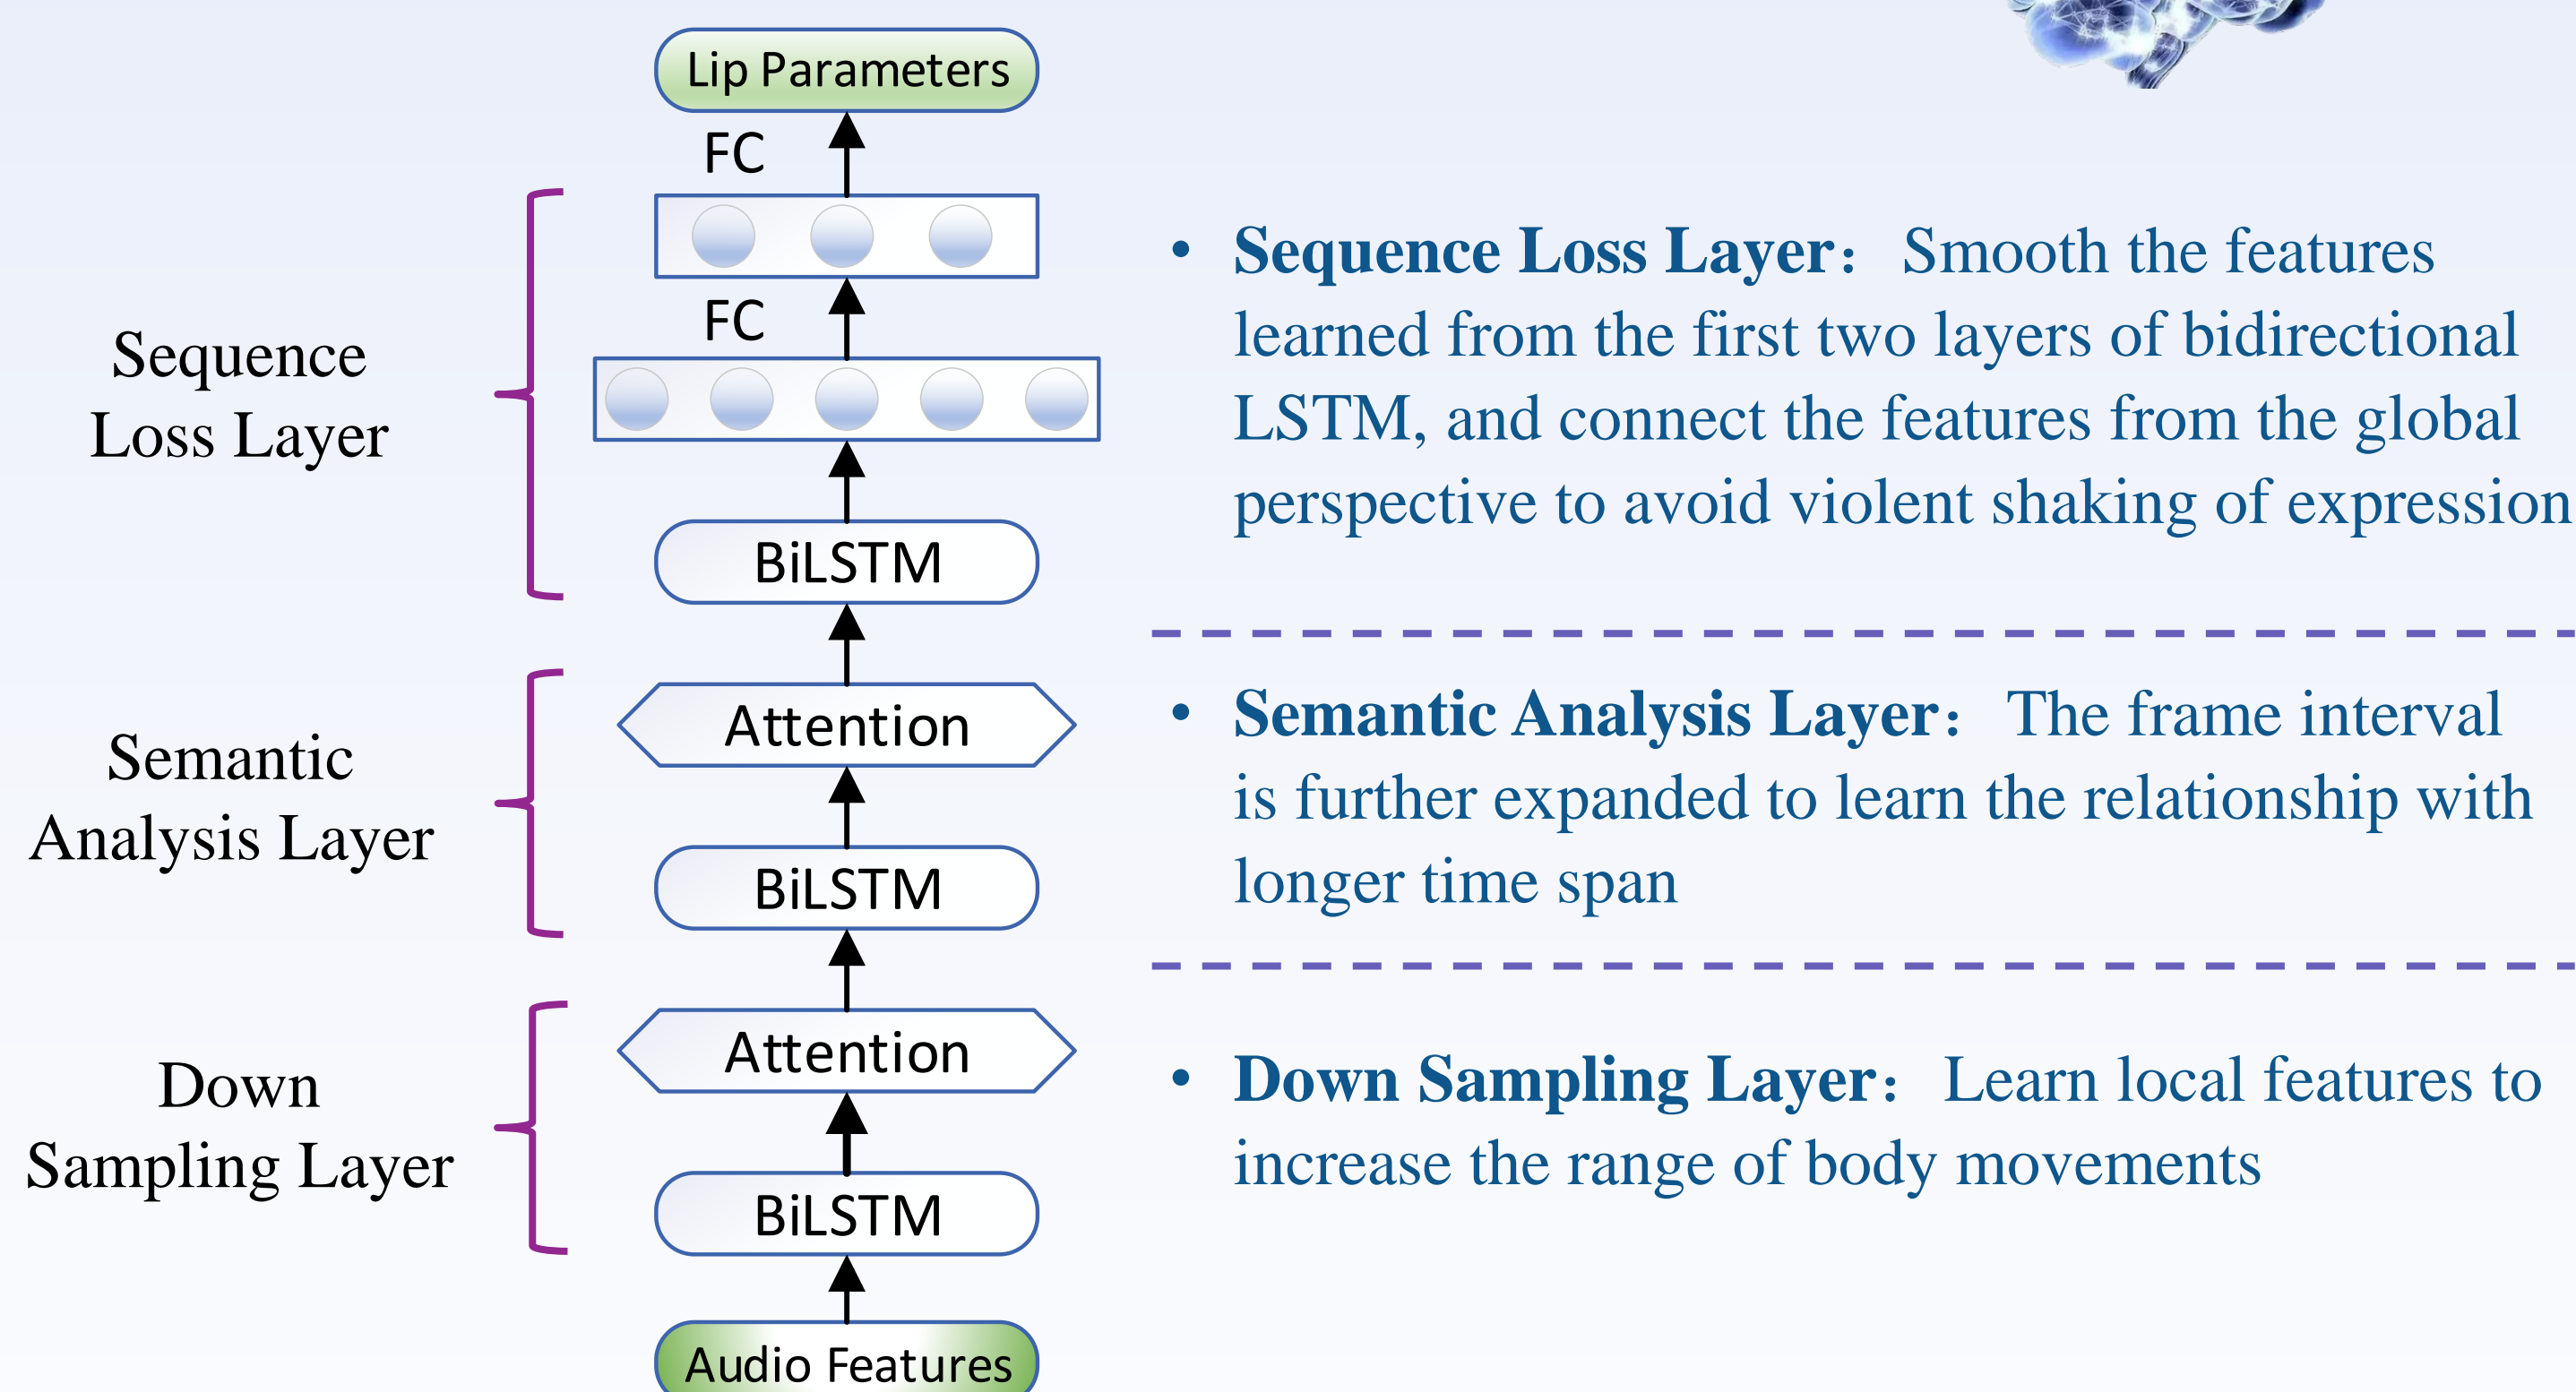 Lip Parameters
FC
FC
Sequence
Loss Layer
BiLSTM
Attention
Semantic
Analysis Layer
BiLSTM
Attention
Down
Sampling Layer
BiLSTM
Audio Features
• Sequence Loss Layer： Smooth the features
learned from the first two layers of bidirectional
LSTM, and connect the features from the global
perspective to avoid violent shaking of expression
• Semantic Analysis Layer： The frame interval
is further expanded to learn the relationship with
longer time span
• Down Sampling Layer： Learn local features to
increase the range of body movements